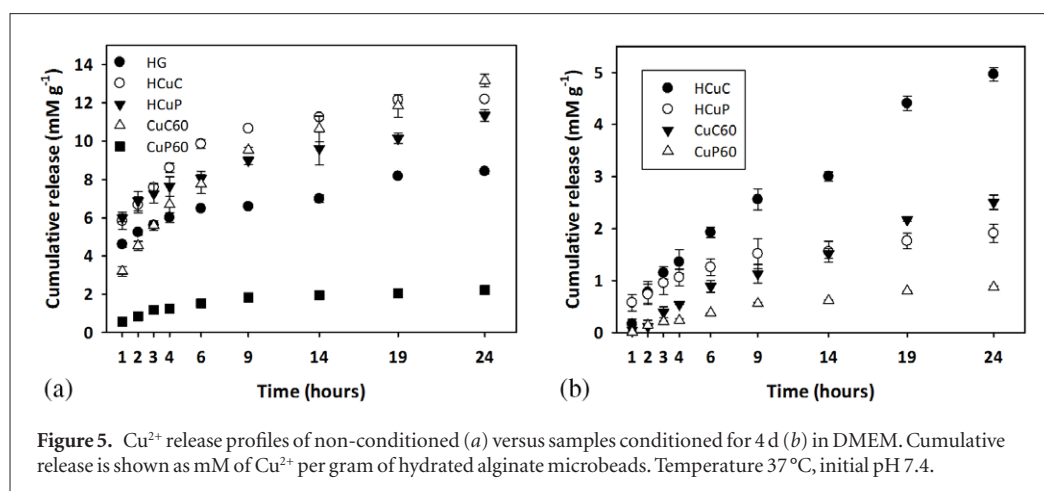 14
12
10
8
6
4
2
0
Cumulative release (mM g⁻¹)
HG
HCuC
HCuP
CuC60
CuP60
1 2 3 4 6 9 14 19 24
Time (hours)
(a)
5
4
3
2
1
0
Cumulative release (mM g⁻¹)
HCuC
HCuP
CuC60
CuP60
1 2 3 4 6 9 14 19 24
Time (hours)
(b)
Figure 5. Cu²⁺ release profiles of non-conditioned (a) versus samples conditioned for 4 d (b) in DMEM. Cumulative
release is shown as mM of Cu²⁺ per gram of hydrated alginate microbeads. Temperature 37 °C, initial pH 7.4.